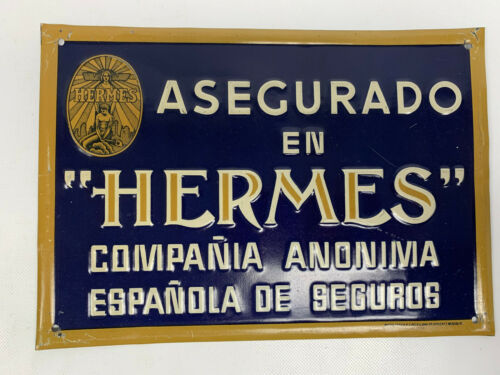 HERMES
ASEGURADO
EN
"HERMES"
COMPAÑIA ANONIMA
ESPAÑOLA DE SEGUROS